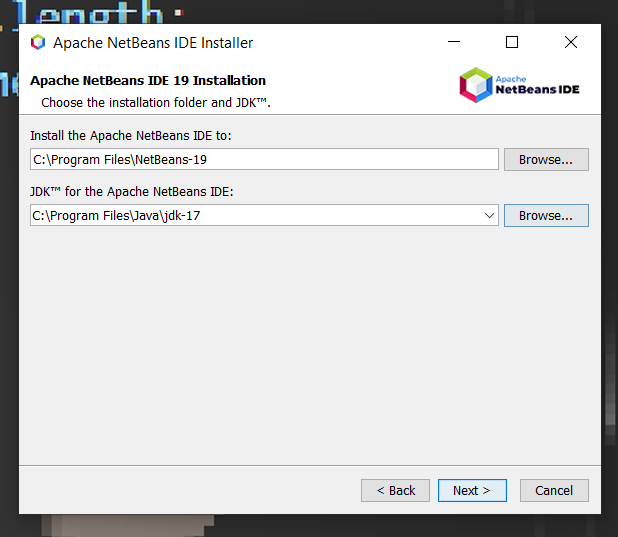 length:
Apache NetBeans IDE Installer
Apache NetBeans IDE 19 Installation
Choose the installation folder and JDK™.
Apache
NetBeans IDE
Install the Apache NetBeans IDE to:
C:\Program Files\NetBeans-19
Browse...
JDK™ for the Apache NetBeans IDE:
C:\Program Files\Java\jdk-17
Browse...
< Back
Next >
Cancel